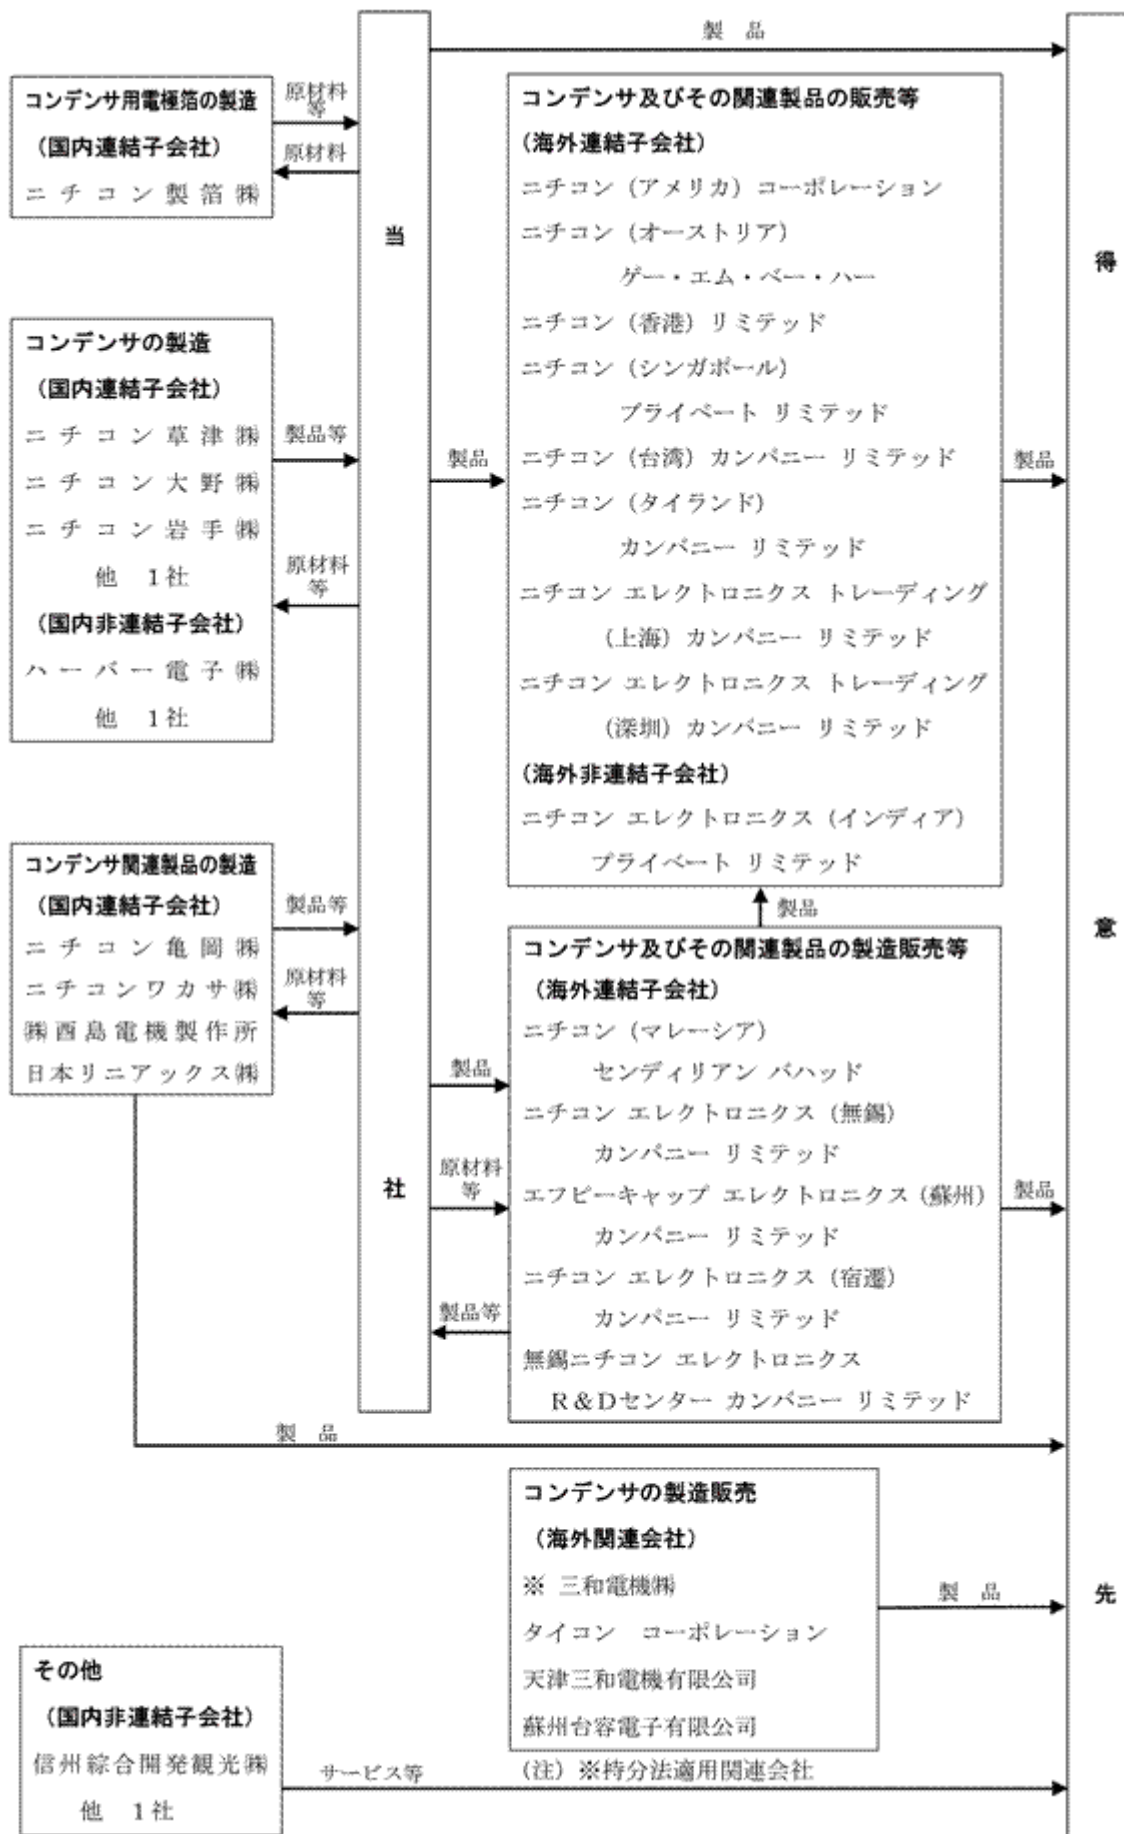 製 品
コンデンサ用電極箔の製造
(国内連結子会社)
ニチコン製箔㈱
原材料
等
原材料
コンデンサの製造
(国内連結子会社)
ニチコン草津㈱
ニチコン大野㈱
ニチコン岩手㈱
他 1社
(国内非連結子会社)
ハーバー電子㈱
他 1社
製品等
原材料
等
コンデンサ関連製品の製造
(国内連結子会社)
ニチコン亀岡㈱
ニチコンワカサ㈱
㈱酉島電機製作所
日本リニアックス㈱
製品等
原材料
等
当
社
製品
コンデンサ及びその関連製品の販売等
(海外連結子会社)
ニチコン(アメリカ)コーポレーション
ニチコン(オーストリア)
ゲー・エム・ベー・ハー
ニチコン(香港)リミテッド
ニチコン(シンガポール)
プライベート リミテッド
ニチコン(台湾)カンパニー リミテッド
ニチコン(タイランド)
カンパニー リミテッド
ニチコン エレクトロニクス トレーディング
(上海)カンパニー リミテッド
ニチコン エレクトロニクス トレーディング
(深圳)カンパニー リミテッド
(海外非連結子会社)
ニチコン エレクトロニクス(インディア)
プライベート リミテッド
製品
製品
コンデンサ及びその関連製品の製造販売等
(海外連結子会社)
ニチコン(マレーシア)
センディリアン バハッド
ニチコン エレクトロニクス(無錫)
カンパニー リミテッド
エフピーキャップ エレクトロニクス(蘇州)
カンパニー リミテッド
ニチコン エレクトロニクス(宿遷)
カンパニー リミテッド
無錫ニチコン エレクトロニクス
R&Dセンター カンパニー リミテッド
製品
原材料
等
製品等
製品
製 品
コンデンサの製造販売
(海外関連会社)
※ 三和電機㈱
タイコン コーポレーション
天津三和電機有限公司
蘇州台容電子有限公司
(注)※持分法適用関連会社
製 品
その他
(国内非連結子会社)
信州綜合開発観光㈱
他 1社
サービス等
得
意
先